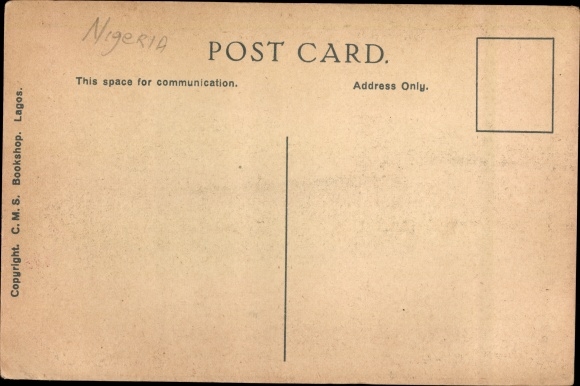 Nigeria
POST CARD.
This space for communication.
Address Only.
Copyright. C. M. S. Bookshop. Lagos.